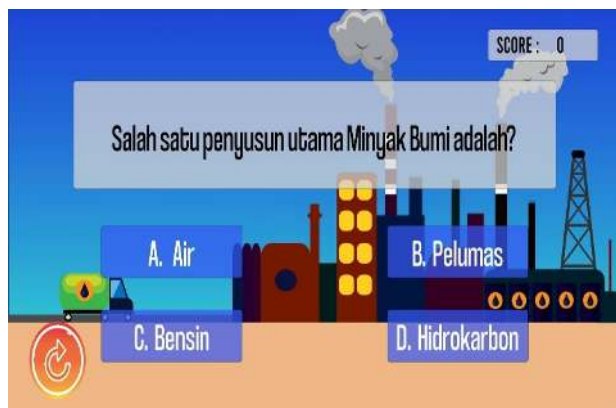 SCORE : 0
Salah satu penyusun utama Minyak Bumi adalah?
A. Air
B. Pelumas
C. Bensin
D. Hidrokarbon